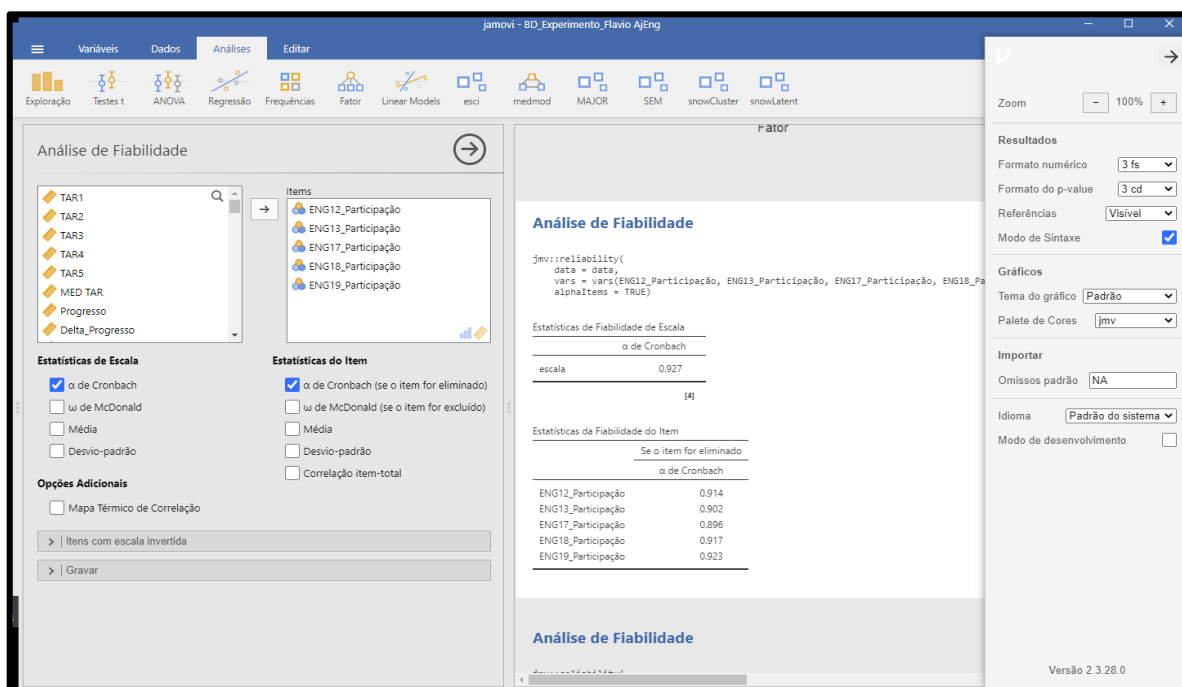 jamovi - BD_Experimento_Flavio AjEng
Variáveis Dados Análises Editar
Exploração Testes t ANOVA Regressão Frequências Fator Linear Models esci medmod MAJOR SEM snowCluster snowLatent
Análise de Fiabilidade
TAR1
TAR2
TAR3
TAR4
TAR5
MED TAR
Progresso
Delta_Progresso
Items
ENG12_Participação
ENG13_Participação
ENG17_Participação
ENG18_Participação
ENG19_Participação
Estatísticas de Escala
α de Cronbach
ω de McDonald
Média
Desvio-padrão
Estatísticas do Item
α de Cronbach (se o item for eliminado)
ω de McDonald (se o item for excluído)
Média
Desvio-padrão
Correlação item-total
Opções Adicionais
Mapa Térmico de Correlação
> | Itens com escala invertida
> | Gravar
Fator
Análise de Fiabilidade
jmv::reliability(
data = data,
vars = vars(ENG12_Participação, ENG13_Participação, ENG17_Participação, ENG18_Pa
alphaItems = TRUE)
Estatísticas de Fiabilidade de Escala
α de Cronbach
escala 0.927
[4]
Estatísticas da Fiabilidade do Item
Se o item for eliminado
α de Cronbach
ENG12_Participação 0.914
ENG13_Participação 0.902
ENG17_Participação 0.896
ENG18_Participação 0.917
ENG19_Participação 0.923
Análise de Fiabilidade
Zoom - 100% +
Resultados
Formato numérico 3 fs
Formato do p-value 3 cd
Referências Visível
Modo de Sintaxe
Gráficos
Tema do gráfico Padrão
Palete de Cores jmv
Importar
Omissos padrão NA
Idioma Padrão do sistema
Modo de desenvolvimento
Versão 2.3.28.0